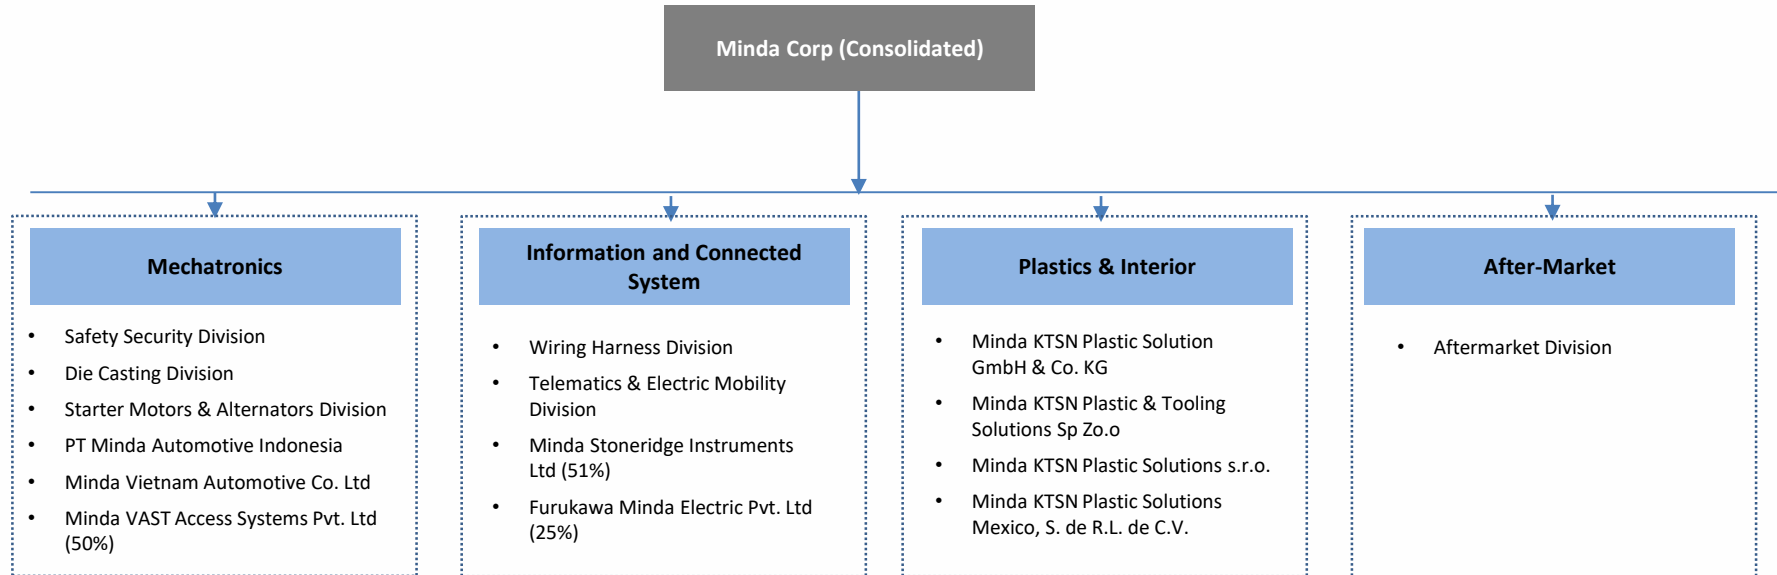 Minda Corp (Consolidated)
Mechatronics
• Safety Security Division
• Die Casting Division
• Starter Motors & Alternators Division
• PT Minda Automotive Indonesia
• Minda Vietnam Automotive Co. Ltd
• Minda VAST Access Systems Pvt. Ltd
(50%)
Information and Connected
System
• Wiring Harness Division
• Telematics & Electric Mobility
Division
• Minda Stoneridge Instruments
Ltd (51%)
• Furukawa Minda Electric Pvt. Ltd
(25%)
Plastics & Interior
• Minda KTSN Plastic Solution
GmbH & Co. KG
• Minda KTSN Plastic & Tooling
Solutions Sp Zo.o
• Minda KTSN Plastic Solutions s.r.o.
• Minda KTSN Plastic Solutions
Mexico, S. de R.L. de C.V.
After-Market
• Aftermarket Division